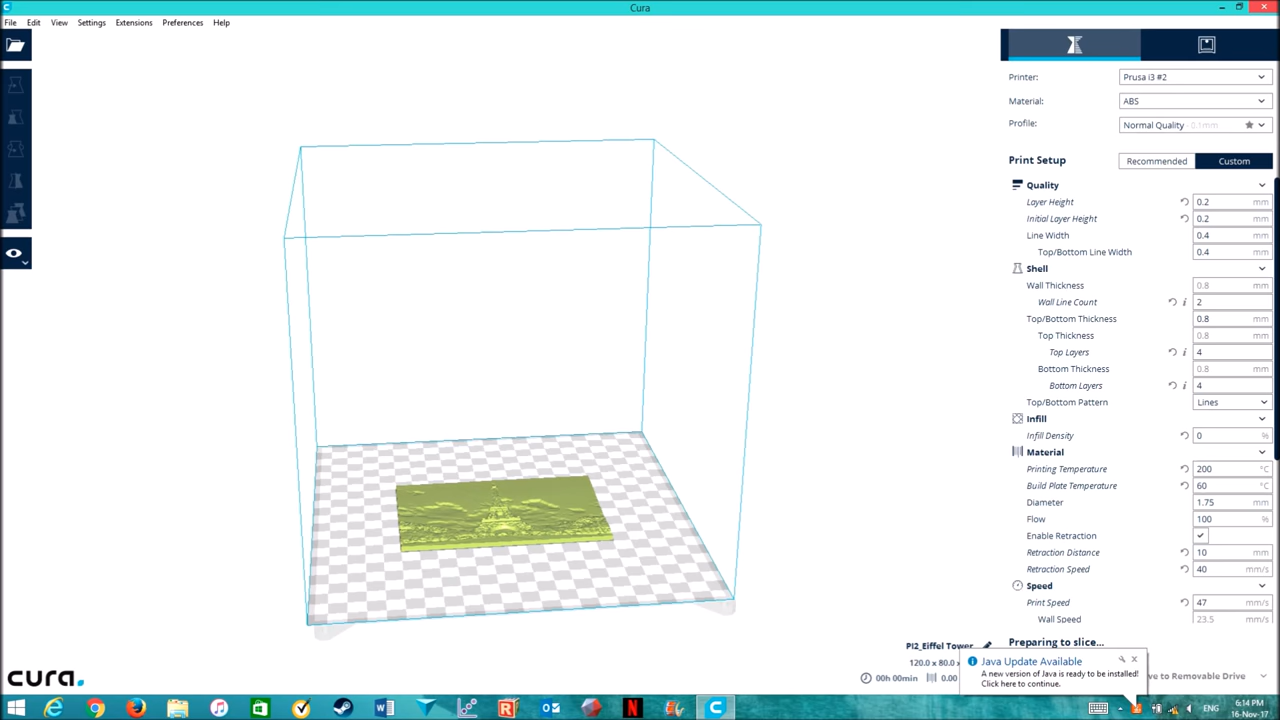 Cura
File Edit View Settings Extensions Preferences Help
Printer: Prusa i3 #2
Material: ABS
Profile: Normal Quality - 0.1mm
Print Setup Recommended Custom
Quality
Layer Height 0.2 mm
Initial Layer Height 0.2 mm
Line Width 0.4 mm
Top/Bottom Line Width 0.4 mm
Shell
Wall Thickness 0.8 mm
Wall Line Count 2
Top/Bottom Thickness 0.8 mm
Top Thickness 0.8 mm
Top Layers 4
Bottom Thickness 0.8 mm
Bottom Layers 4
Top/Bottom Pattern Lines
Infill
Infill Density 0 %
Material
Printing Temperature 200 °C
Build Plate Temperature 60 °C
Diameter 1.75 mm
Flow 100 %
Enable Retraction
Retraction Distance 10 mm
Retraction Speed 40 mm/s
Speed
Print Speed 47 mm/s
Wall Speed 23.5 mm/s
PI2_Eiffel Tower Preparing to slice...
120.0 x 80.0 x
Java Update Available
A new version of Java is ready to be installed!
Click here to continue.
cura. 00h 00min 0.00 ve to Removable Drive
ENG 6:14 PM
16-Nov-17